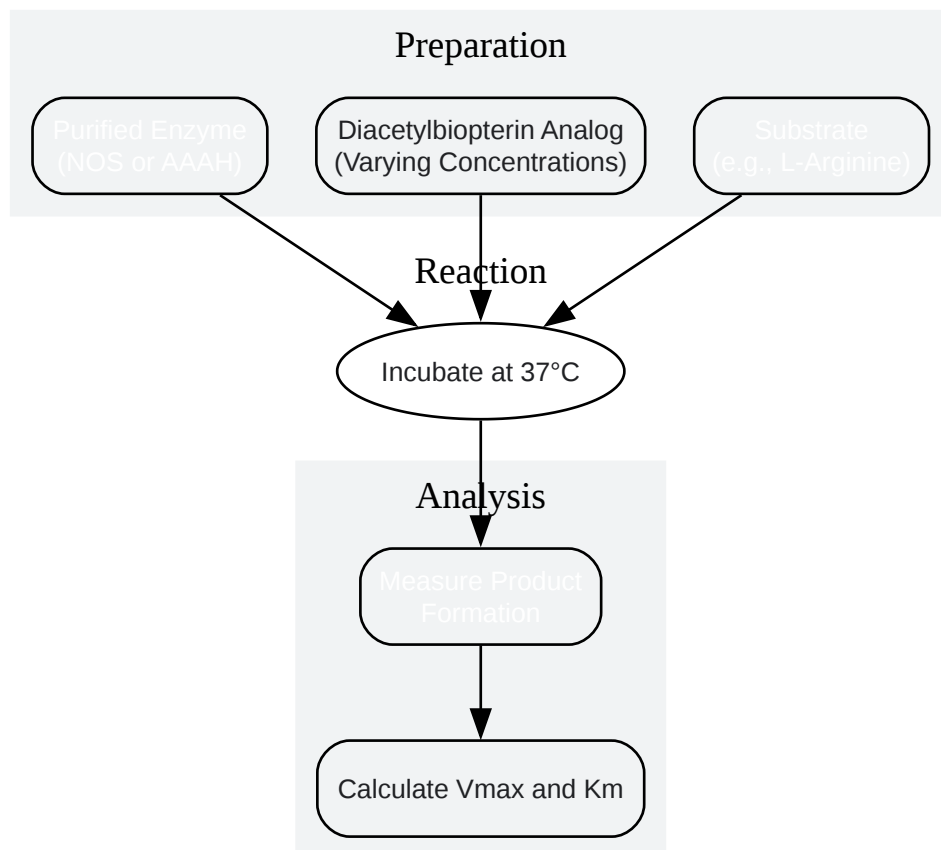 Preparation
Purified Enzyme
(NOS or AAAH)
Diacetylbiopterin Analog
(Varying Concentrations)
Substrate
(e.g., L-Arginine)
Reaction
Incubate at 37°C
Analysis
Measure Product
Formation
Calculate Vmax and Km